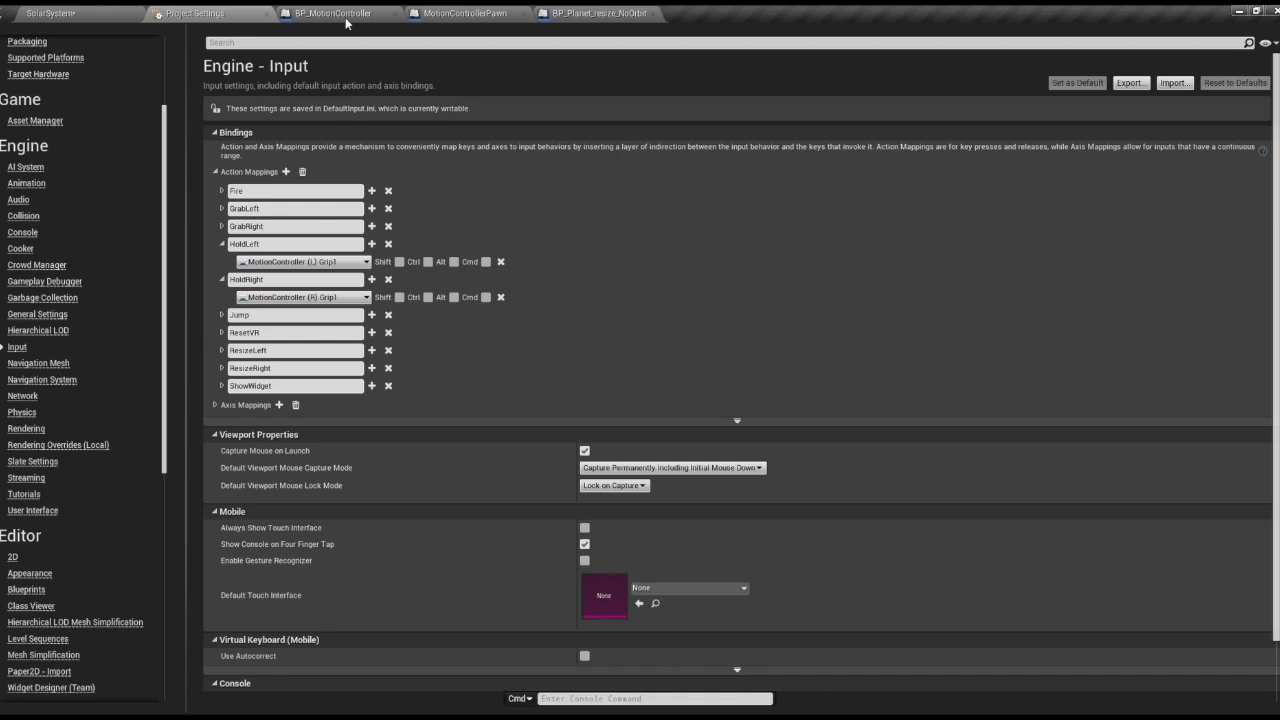 SolarSystem*
Project Settings
BP_MotionController
MotionControllerPawn
BP_Planet_resize_NoOrbit
Packaging
Supported Platforms
Target Hardware
Game
Asset Manager
Engine
AI System
Animation
Audio
Collision
Console
Cooker
Crowd Manager
Gameplay Debugger
Garbage Collection
General Settings
Hierarchical LOD
Input
Navigation Mesh
Navigation System
Network
Physics
Rendering
Rendering Overrides (Local)
Slate Settings
Streaming
Tutorials
User Interface
Editor
2D
Appearance
Blueprints
Class Viewer
Hierarchical LOD Mesh Simplification
Level Sequences
Mesh Simplification
Paper2D - Import
Widget Designer (Team)
Search
Engine - Input
Input settings, including default input action and axis bindings.
Set as Default
Export...
Import...
Reset to Defaults
These settings are saved in DefaultInput.ini, which is currently writable.
Bindings
Action and Axis Mappings provide a mechanism to conveniently map keys and axes to input behaviors by inserting a layer of indirection between the input behavior and the keys that invoke it. Action Mappings are for key presses and releases, while Axis Mappings allow for inputs that have a continuous
range.
Action Mappings
Fire
GrabLeft
GrabRight
HoldLeft
MotionController (L) Grip1 Shift Ctrl Alt Cmd
HoldRight
MotionController (R) Grip1 Shift Ctrl Alt Cmd
Jump
ResetVR
ResizeLeft
ResizeRight
ShowWidget
Axis Mappings
Viewport Properties
Capture Mouse on Launch
Default Viewport Mouse Capture Mode Capture Permanently Including Initial Mouse Down
Default Viewport Mouse Lock Mode Lock on Capture
Mobile
Always Show Touch Interface
Show Console on Four Finger Tap
Enable Gesture Recognizer
Default Touch Interface None None
Virtual Keyboard (Mobile)
Use Autocorrect
Console
Cmd Enter Console Command